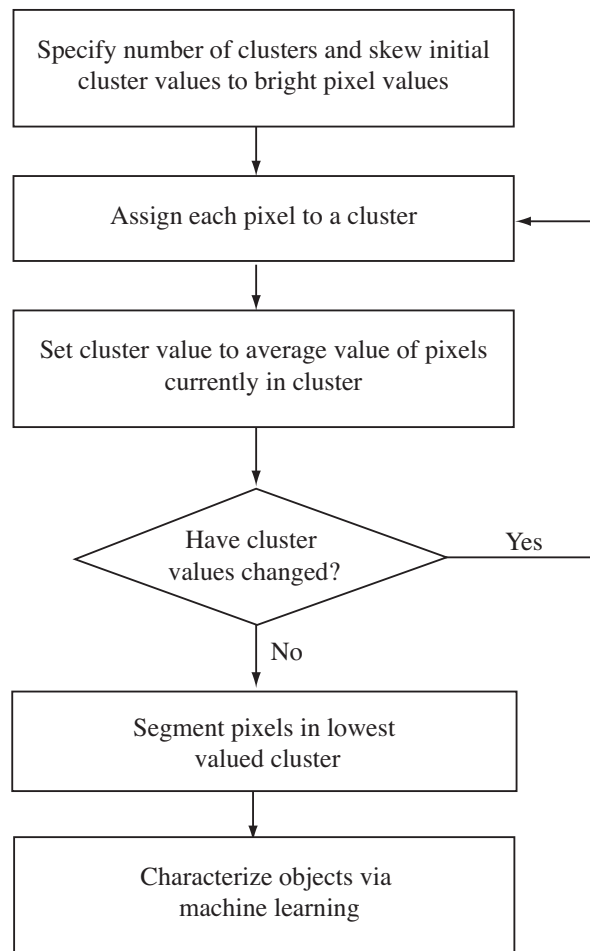 Specify number of clusters and skew initial
cluster values to bright pixel values
Assign each pixel to a cluster
Set cluster value to average value of pixels
currently in cluster
Have cluster
values changed?
Yes
No
Segment pixels in lowest
valued cluster
Characterize objects via
machine learning